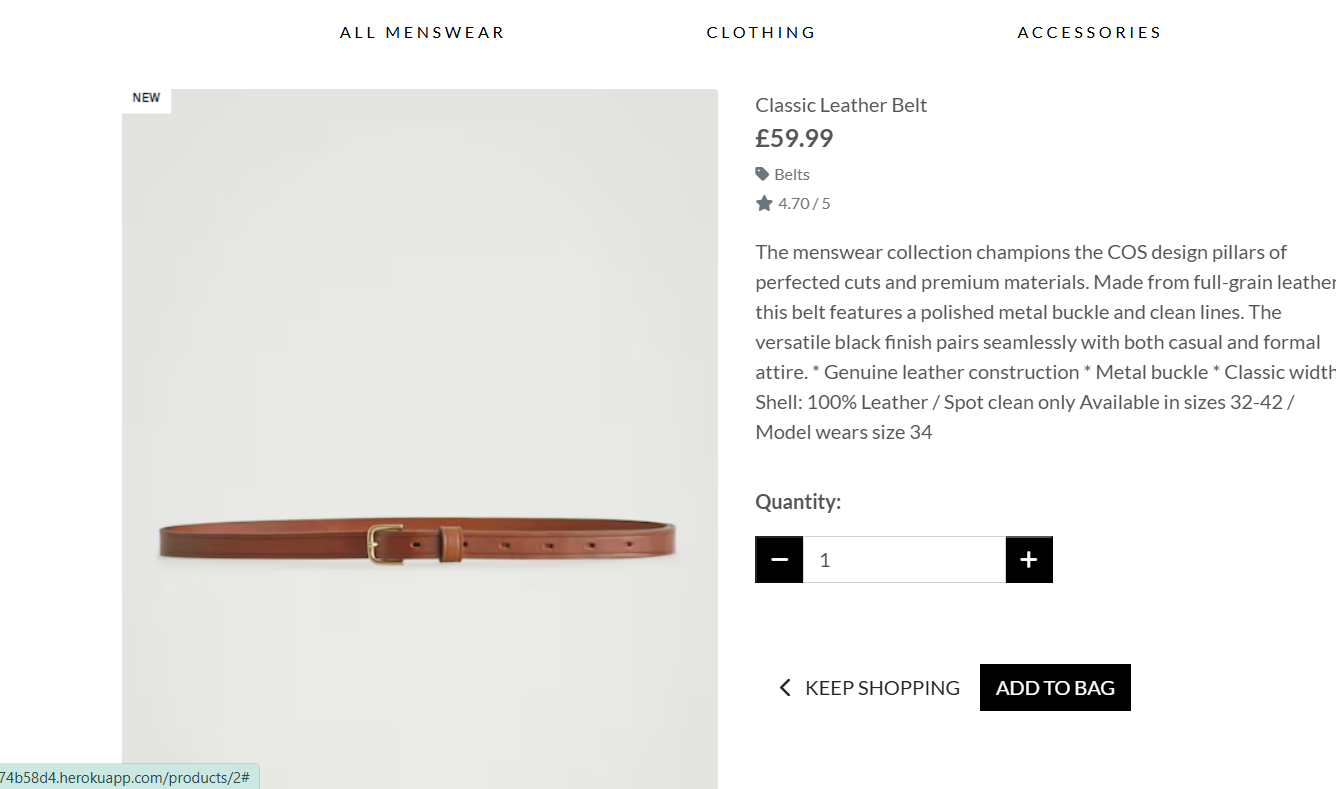 ALL MENSWEAR CLOTHING ACCESSORIES
NEW
Classic Leather Belt
£59.99
Belts
4.70 / 5
The menswear collection champions the COS design pillars of
perfected cuts and premium materials. Made from full-grain leather
this belt features a polished metal buckle and clean lines. The
versatile black finish pairs seamlessly with both casual and formal
attire. * Genuine leather construction * Metal buckle * Classic width
Shell: 100% Leather / Spot clean only Available in sizes 32-42 /
Model wears size 34
Quantity:
1
KEEP SHOPPING ADD TO BAG
74b58d4.herokuapp.com/products/2#